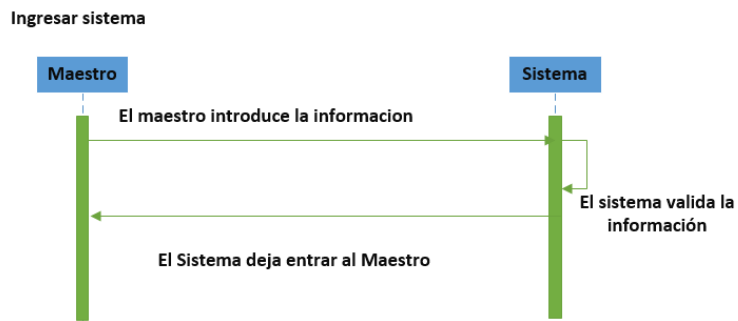 Ingresar sistema
Maestro
Sistema
El maestro introduce la informacion
El sistema valida la
información
El Sistema deja entrar al Maestro